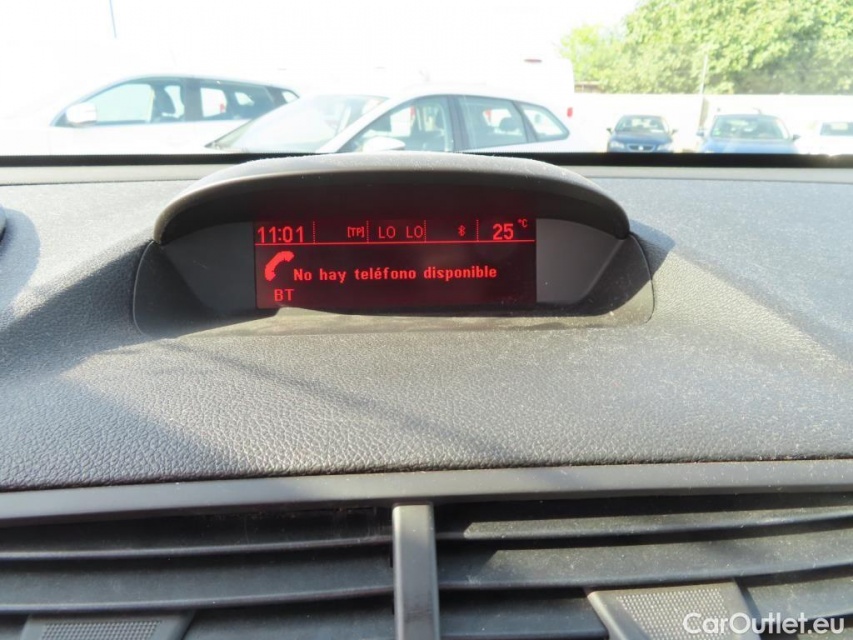 11:01 [TP] LO LO 25 °C
No hay teléfono disponible
BT
CarOutlet.eu